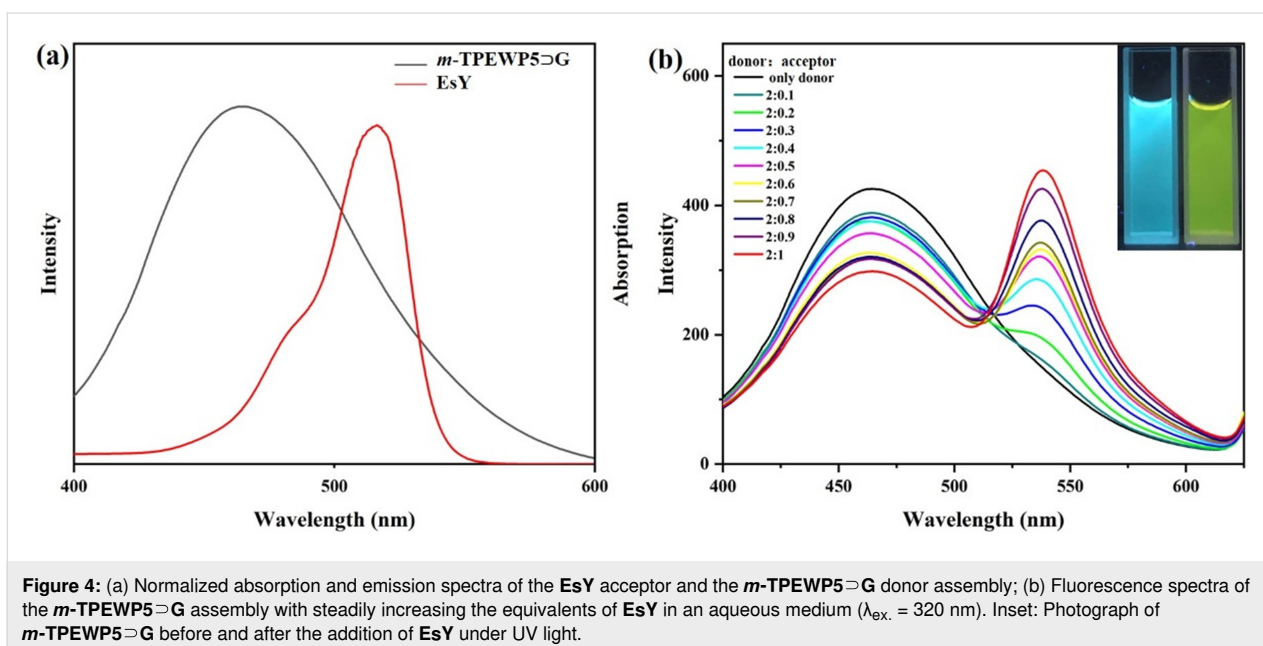 (a)
m-TPEWP5⊃G
EsY
Intensity
Absorption
400
500
600
Wavelength (nm)
(b)
donor: acceptor
only donor
2:0.1
2:0.2
2:0.3
2:0.4
2:0.5
2:0.6
2:0.7
2:0.8
2:0.9
2:1
Intensity
600
400
200
0
400
450
500
550
600
Wavelength (nm)
Figure 4: (a) Normalized absorption and emission spectra of the EsY acceptor and the m-TPEWP5⊃G donor assembly; (b) Fluorescence spectra of
the m-TPEWP5⊃G assembly with steadily increasing the equivalents of EsY in an aqueous medium (λex. = 320 nm). Inset: Photograph of
m-TPEWP5⊃G before and after the addition of EsY under UV light.